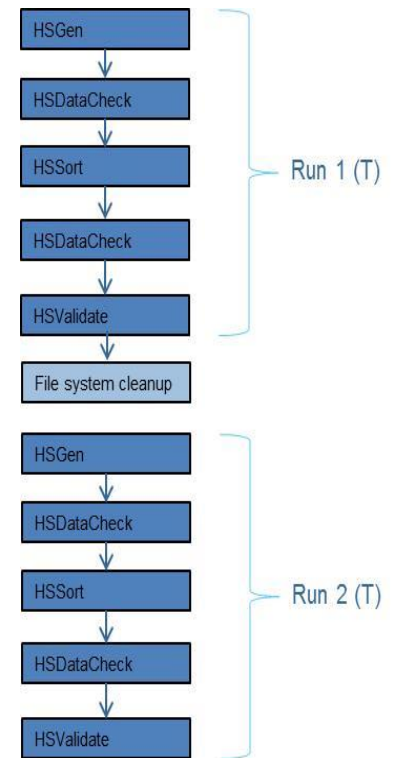 HSGen
HSDataCheck
HSSort
HSDataCheck
HSValidate
Run 1 (T)
File system cleanup
HSGen
HSDataCheck
HSSort
HSDataCheck
HSValidate
Run 2 (T)